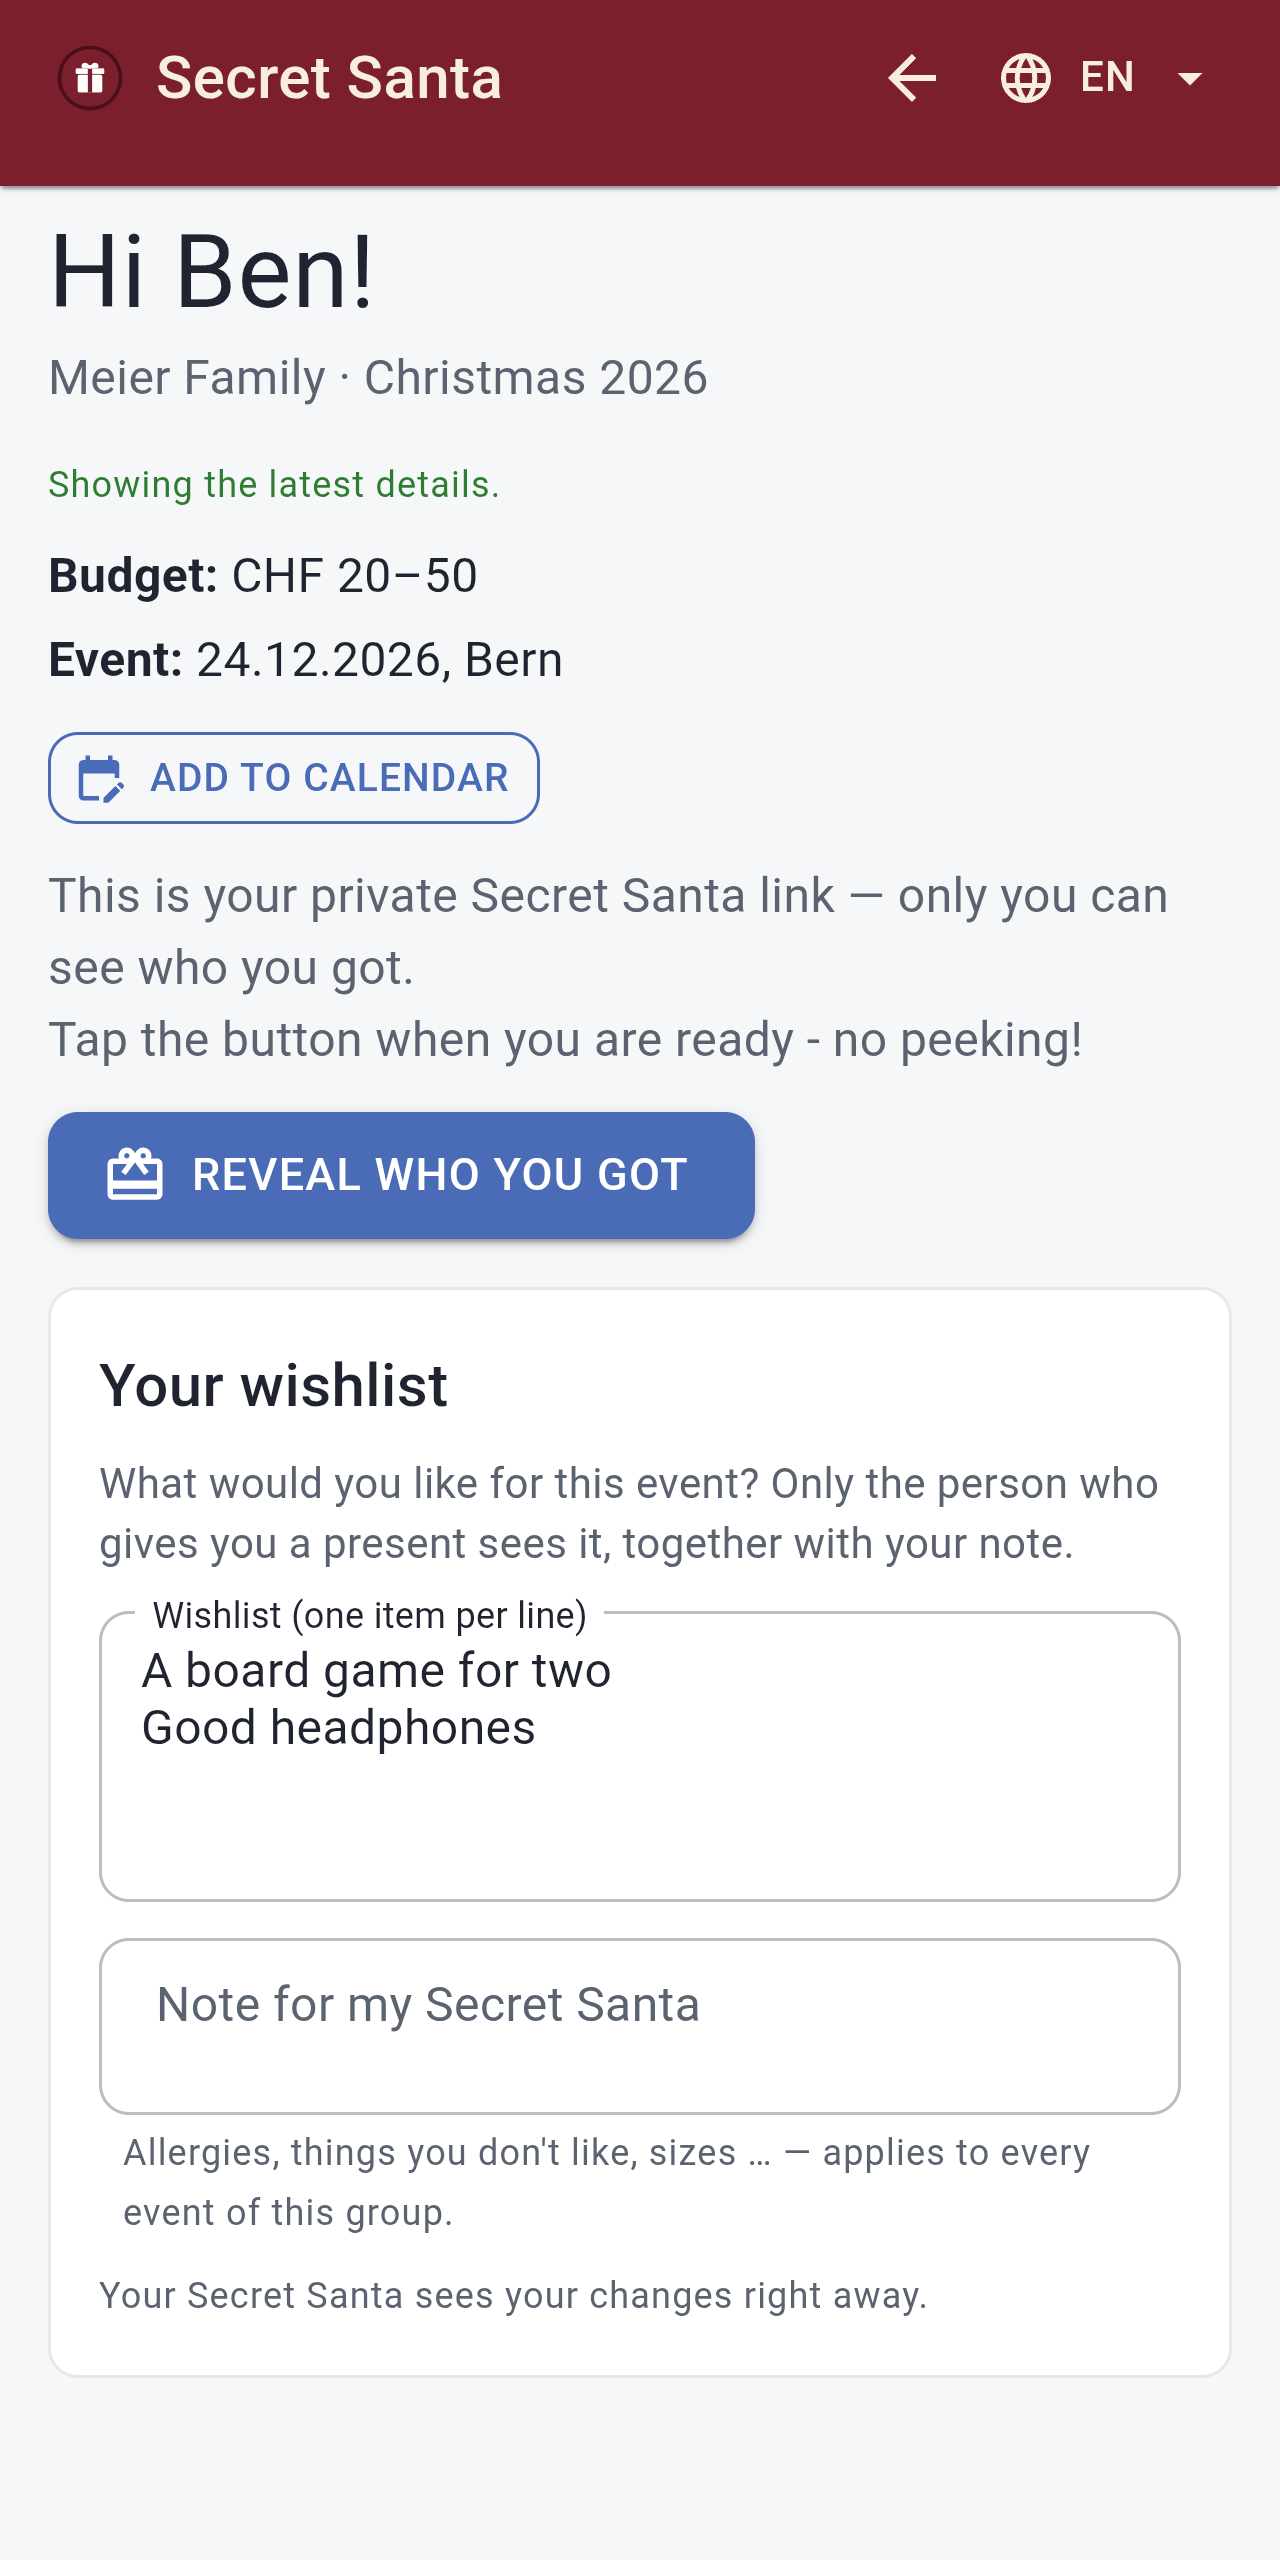 Secret Santa
EN
Hi Ben!
Meier Family · Christmas 2026
Showing the latest details.
Budget: CHF 20–50
Event: 24.12.2026, Bern
ADD TO CALENDAR
This is your private Secret Santa link — only you can
see who you got.
Tap the button when you are ready - no peeking!
REVEAL WHO YOU GOT
Your wishlist
What would you like for this event? Only the person who
gives you a present sees it, together with your note.
Wishlist (one item per line)
A board game for two
Good headphones
Note for my Secret Santa
Allergies, things you don't like, sizes … — applies to every
event of this group.
Your Secret Santa sees your changes right away.